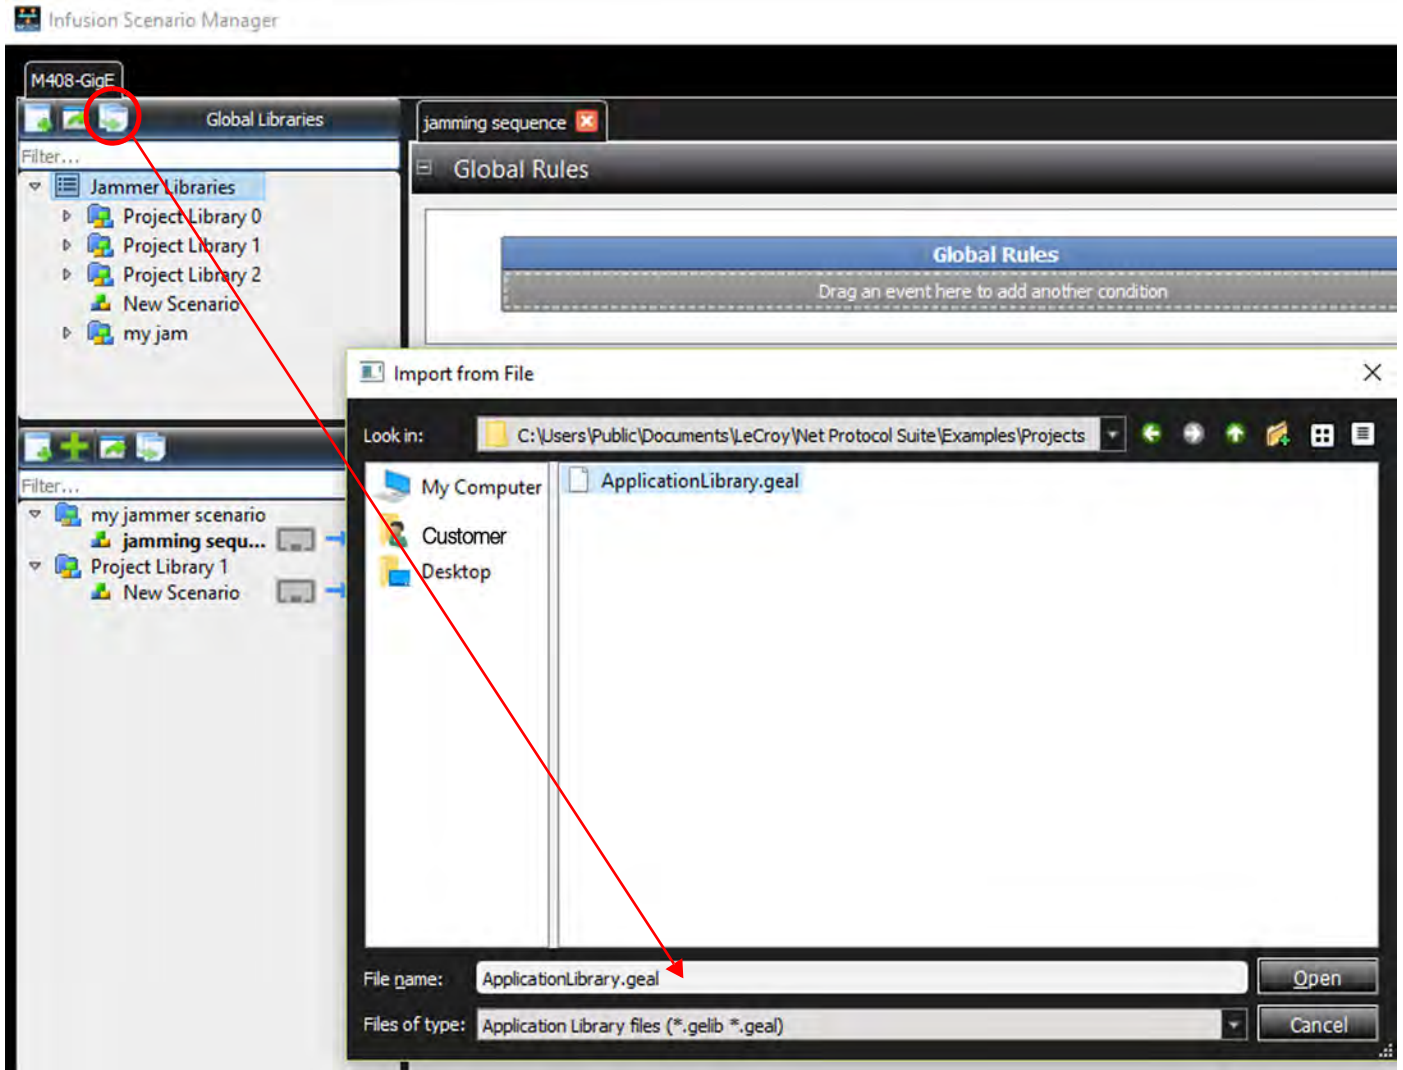 Infusion Scenario Manager
M408-GigE
Global Libraries
Filter...
Jammer Libraries
Project Library 0
Project Library 1
Project Library 2
New Scenario
my jam
jamming sequence
Global Rules
Global Rules
Drag an event here to add another condition
Filter...
my jammer scenario
jamming sequ...
Project Library 1
New Scenario
Import from File
Look in:
C:\Users\Public\Documents\LeCroy\Net Protocol Suite\Examples\Projects
My Computer
Customer
Desktop
ApplicationLibrary.geal
File name:
ApplicationLibrary.geal
Open
Files of type:
Application Library files (*.gelib *.geal)
Cancel